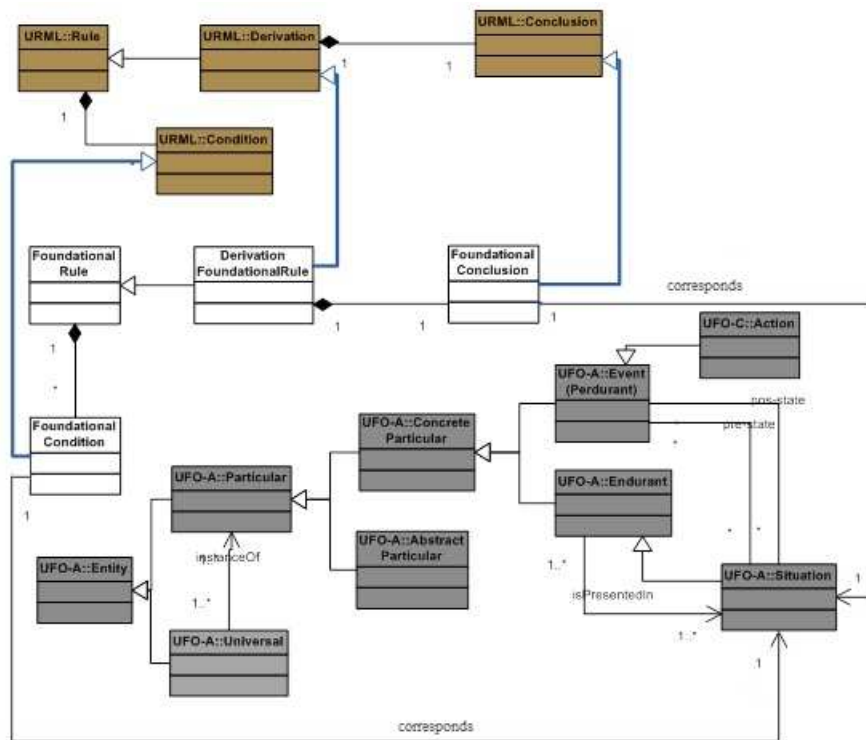 URML::Rule
URML::Derivation
URML::Conclusion
1
1
1
URML::Condition
*
Foundational
Rule
Derivation
FoundationalRule
Foundational
Conclusion
corresponds
1
1
1
1
*
UFO-C::Action
UFO-A::Event
(Perdurant)
pos-state
pre-state
*
*
Foundational
Condition
UFO-A::Concrete
Particular
UFO-A::Particular
UFO-A::Endurant
1
*
*
UFO-A::Abstract
Particular
instanceOf
UFO-A::Entity
1..*
UFO-A::Situation
1..*
isPresentedIn
1
UFO-A::Universal
1..*
1
corresponds